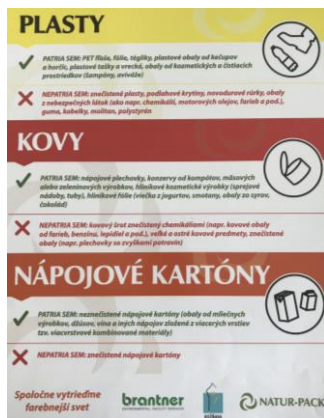 PLASTY
PATRIA SEM: PET fľaše, fólie, tégliky, plastové obaly od kečupov
a horčíc, plastové tašky a vrecká, obaly od kozmetických a čistiacich
prostriedkov (šampóny, aviváže)
NEPATRIA SEM: znečistené plasty, podlahové krytiny, novodurové rúrky, obaly
z nebezpečných látok (ako napr. chemikálií, motorových olejov, farieb a pod.),
guma, kabelky, molitan, polystyrén
KOVY
PATRIA SEM: nápojové plechovky, konzervy od kompótov, mäsových
alebo zeleninových výrobkov, hliníkové kozmetické výrobky (sprejové
nádoby, tuby), hliníkové fólie (viečka z jogurtov, smotany, obaly zo syrov,
čokolád)
NEPATRIA SEM: kovový šrot znečistený chemikáliami (napr. kovové obaly
od farieb, benzínu, lepidiel a pod.), veľké a ostré kovové predmety, znečistené
obaly (napr. plechovky so zvyškami potravín)
NÁPOJOVÉ KARTÓNY
PATRIA SEM: neznečistené nápojové kartóny (obaly od mliečnych
výrobkov, džúsov, vína a iných nápojov zložené z viacerých vrstiev
tzv. viacvrstvové kombinované materiály)
NEPATRIA SEM: znečistené nápojové kartóny
Spoločne vytrieďme
farebnejší svet
brantner
NATUR-PACK